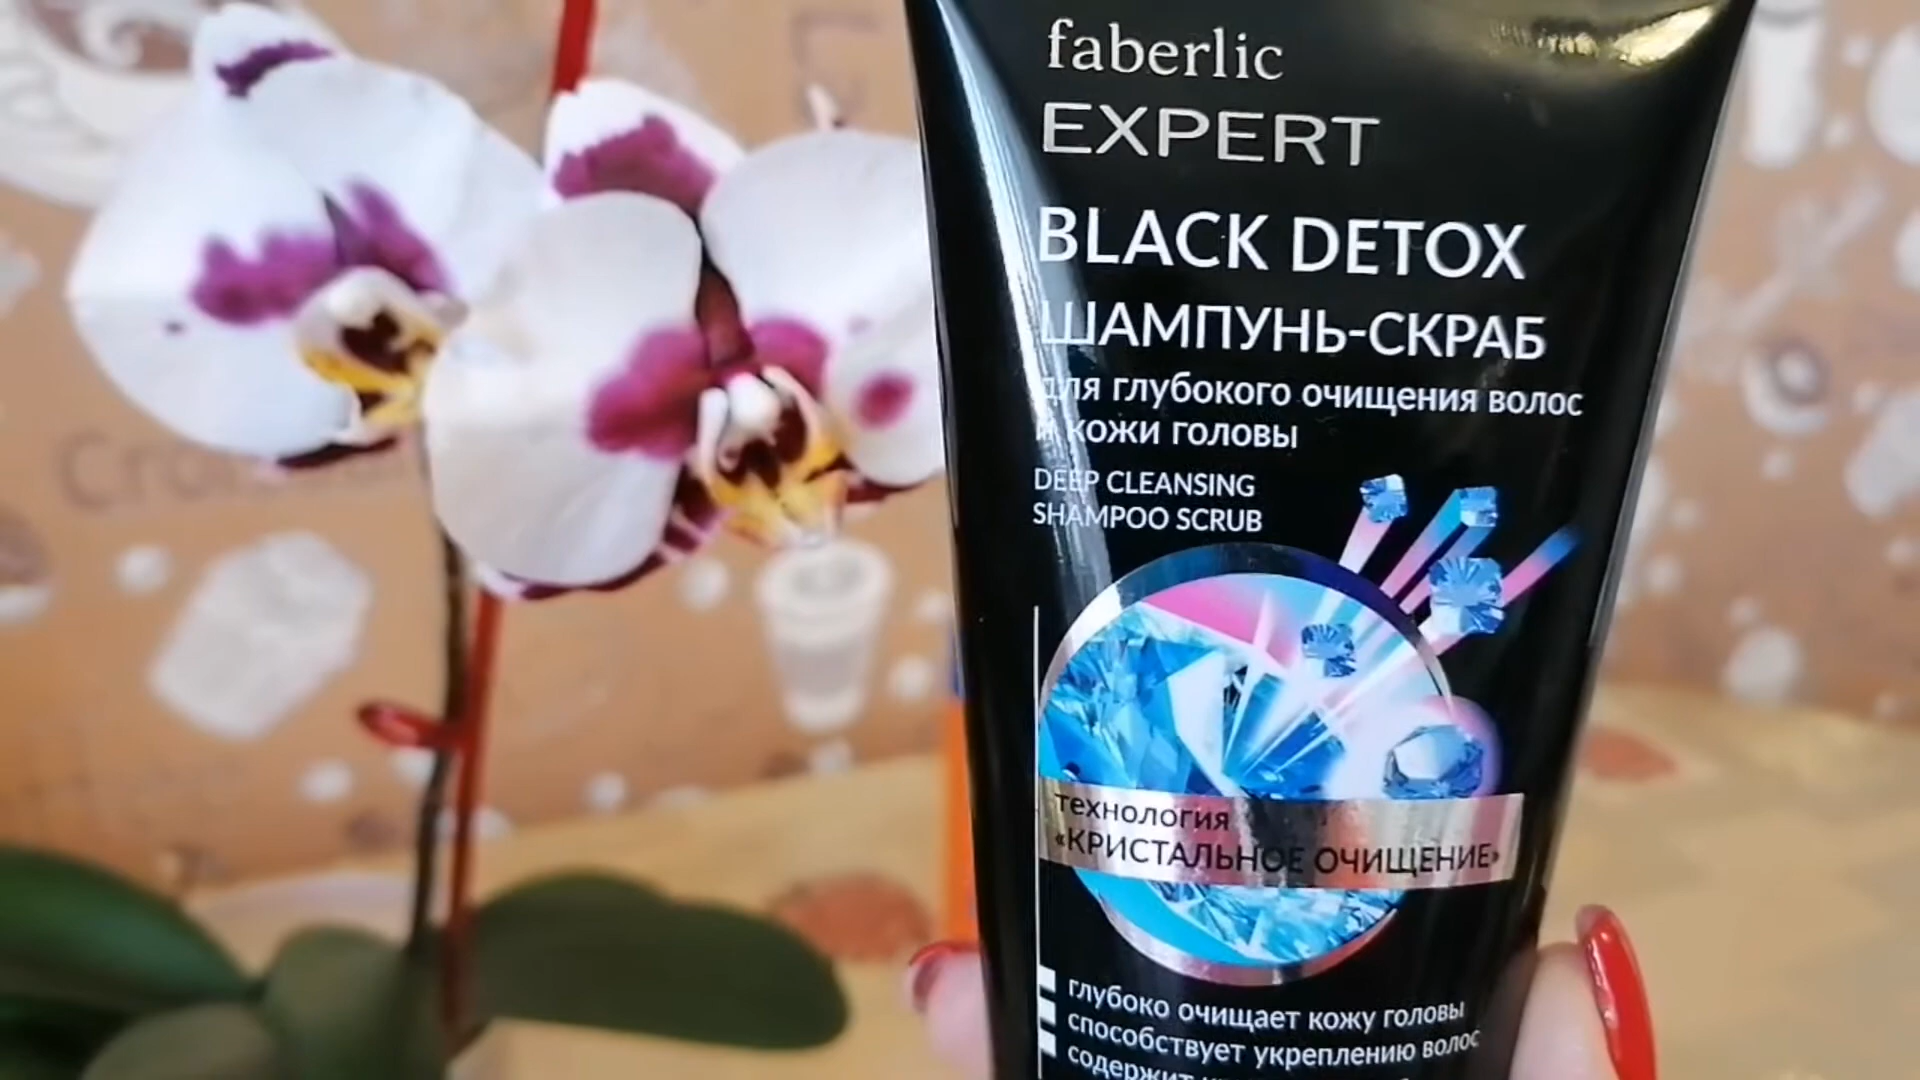 faberlic
EXPERT
BLACK DETOX
ШАМПУНЬ-СКРАБ
для глубокого очищения волос
и кожи головы
DEEP CLEANSING
SHAMPOO SCRUB
технология
«КРИСТАЛЬНОЕ ОЧИЩЕНИЕ»
глубоко очищает кожу головы
способствует укреплению волос
содержит